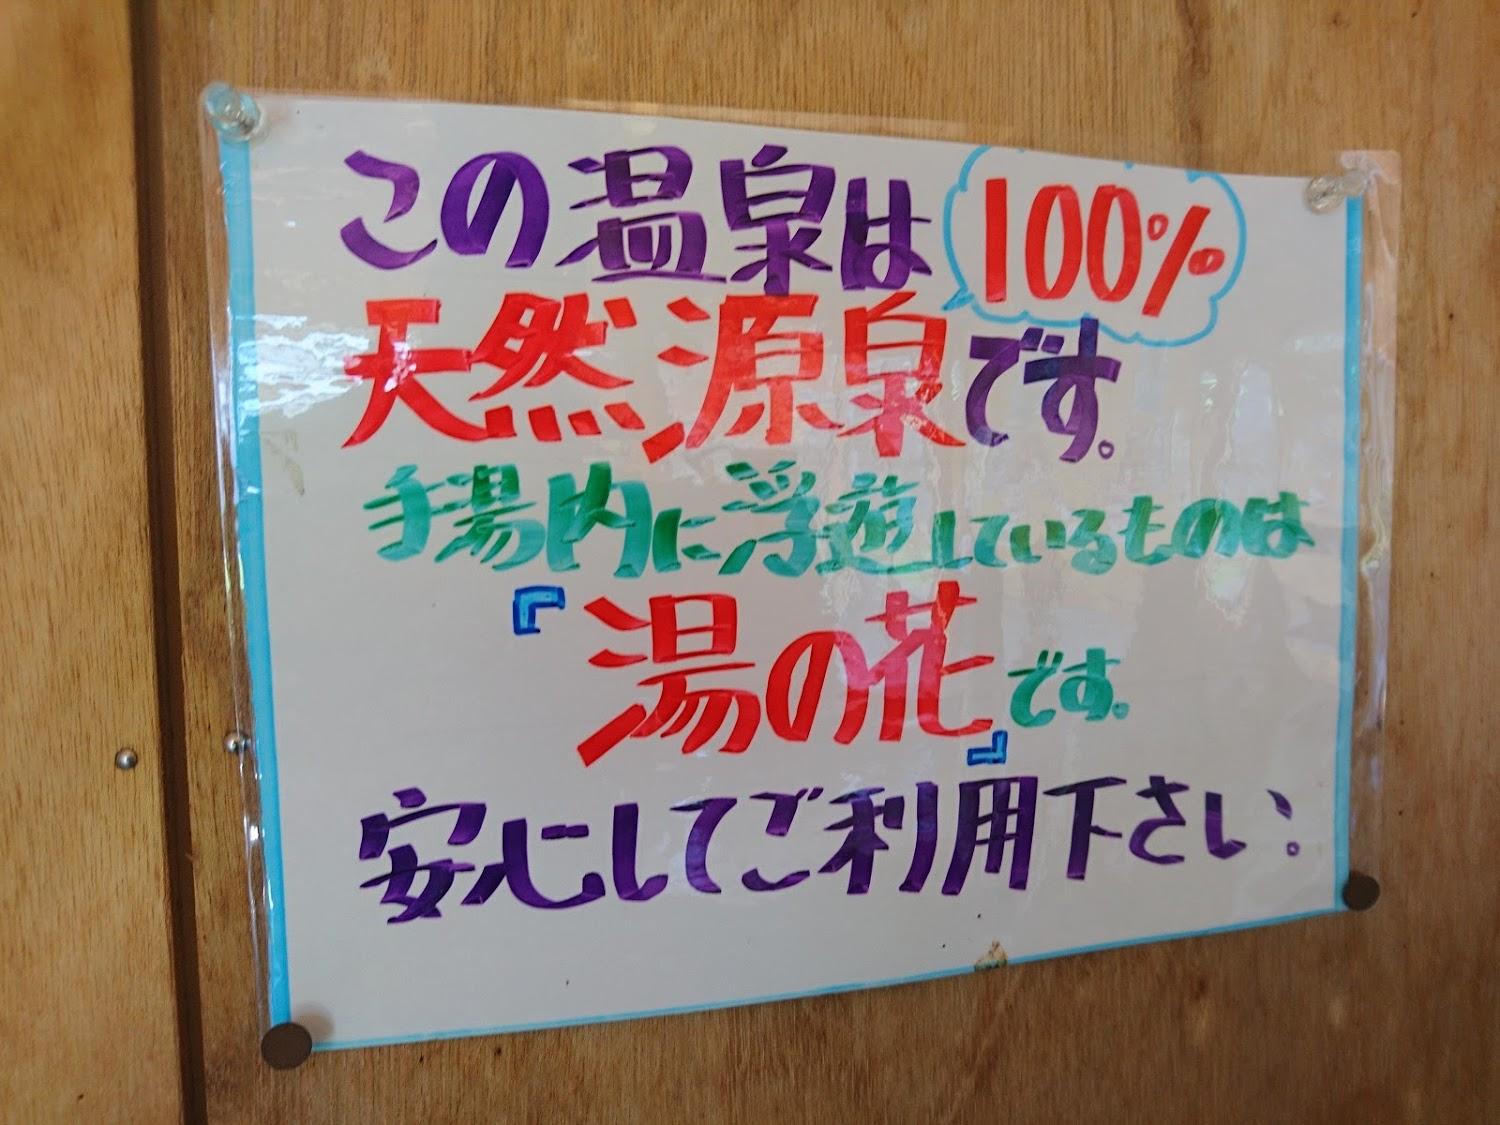 この温泉は100%
天然源泉です。
手湯内に浮遊しているものは
『湯の花』です。
安心してご利用下さい。